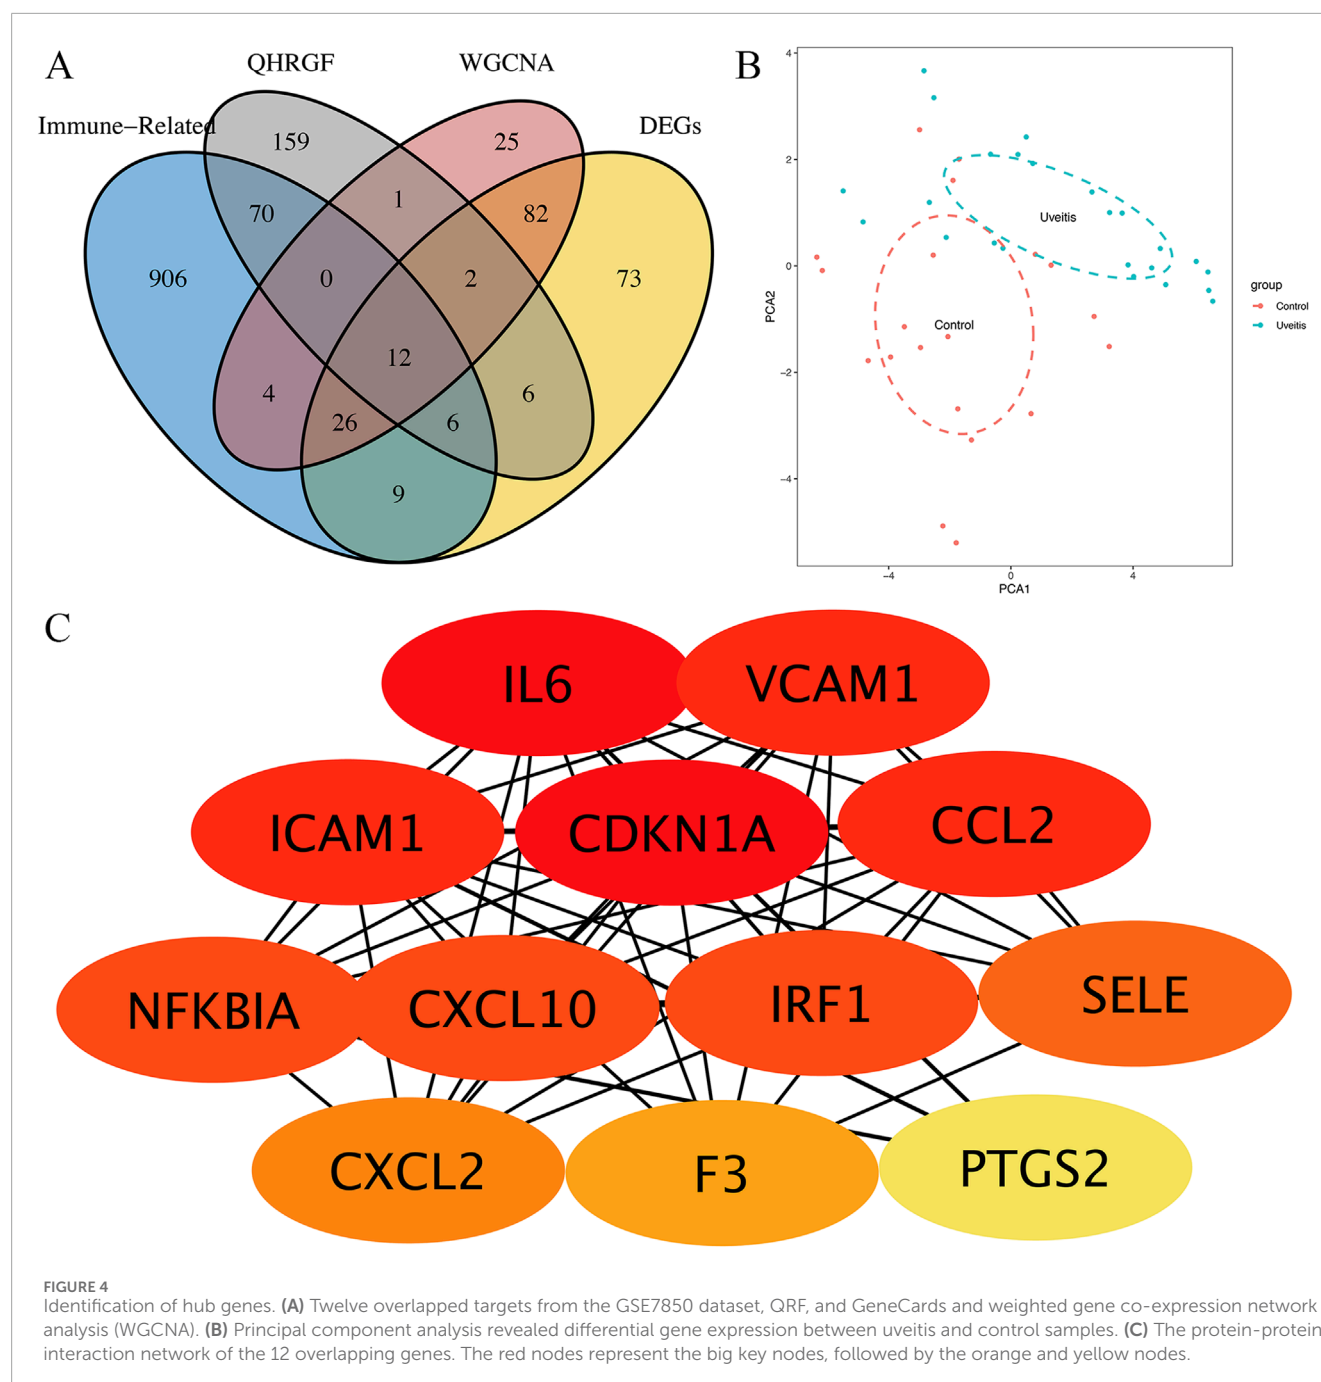 A
QHRGF
WGCNA
Immune−Related
DEGs
159
25
70
1
82
906
0
2
73
12
4
26
6
6
9
B
4
2
0
−2
−4
PCA2
Uveitis
Control
−4
0
4
PCA1
group
Control
Uveitis
C
IL6
VCAM1
ICAM1
CDKN1A
CCL2
NFKBIA
CXCL10
IRF1
SELE
CXCL2
F3
PTGS2
FIGURE 4
Identification of hub genes. (A) Twelve overlapped targets from the GSE7850 dataset, QRF, and GeneCards and weighted gene co-expression network
analysis (WGCNA). (B) Principal component analysis revealed differential gene expression between uveitis and control samples. (C) The protein-protein
interaction network of the 12 overlapping genes. The red nodes represent the big key nodes, followed by the orange and yellow nodes.